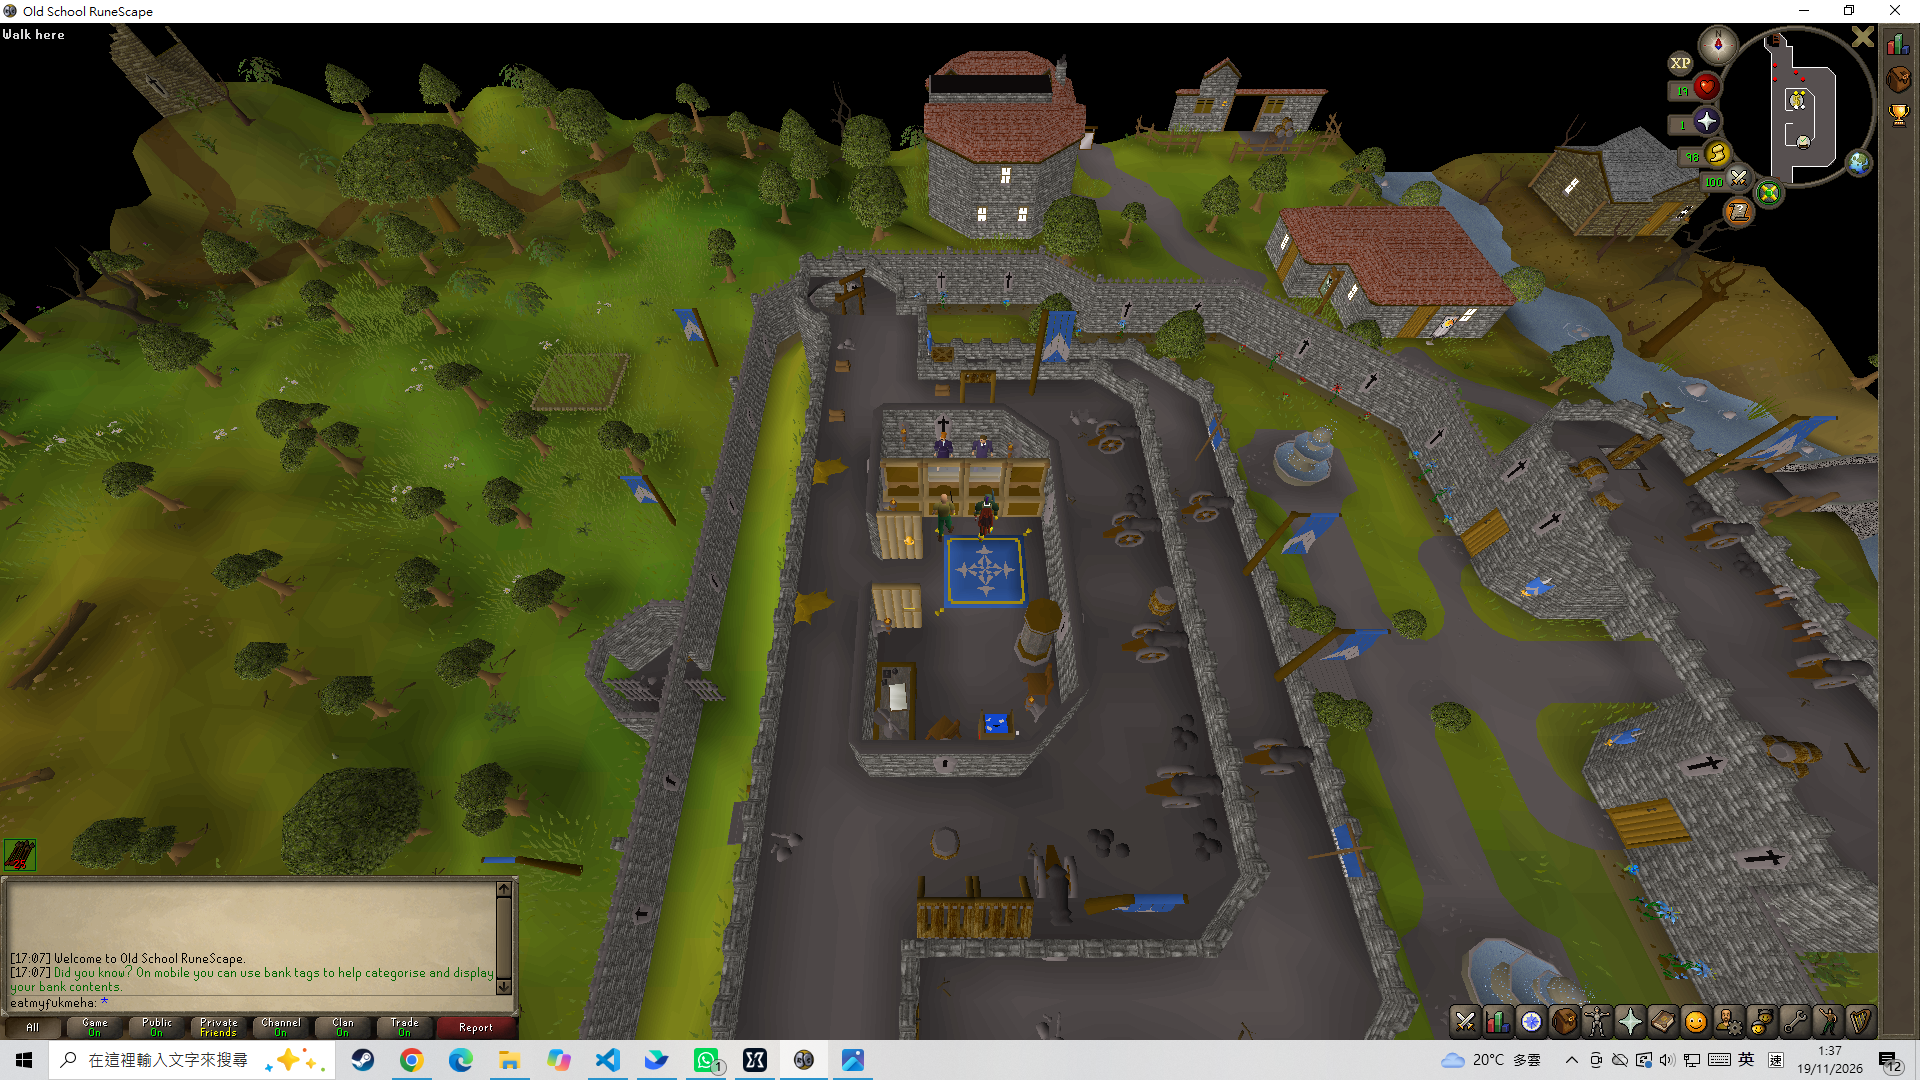 Old School RuneScape
Walk here
N
XP
19
1
98
100
25
[17:07] Welcome to Old School RuneScape.
[17:07] Did you know? On mobile you can use bank tags to help categorise and display
your bank contents.
eatmyfukmeha: *
All
Game
On
Public
On
Private
Friends
Channel
On
Clan
On
Trade
On
Report
在這裡輸入文字來搜尋
1
20°C 多雲
英
速
1:37
19/11/2026
12